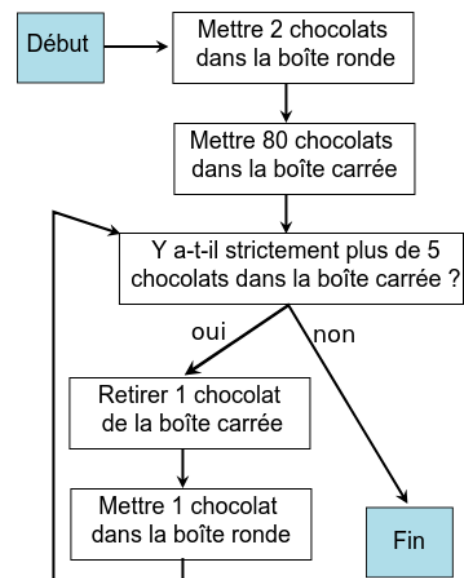 Début
Mettre 2 chocolats
dans la boîte ronde
Mettre 80 chocolats
dans la boîte carrée
Y a-t-il strictement plus de 5
chocolats dans la boîte carrée ?
oui
non
Retirer 1 chocolat
de la boîte carrée
Mettre 1 chocolat
dans la boîte ronde
Fin